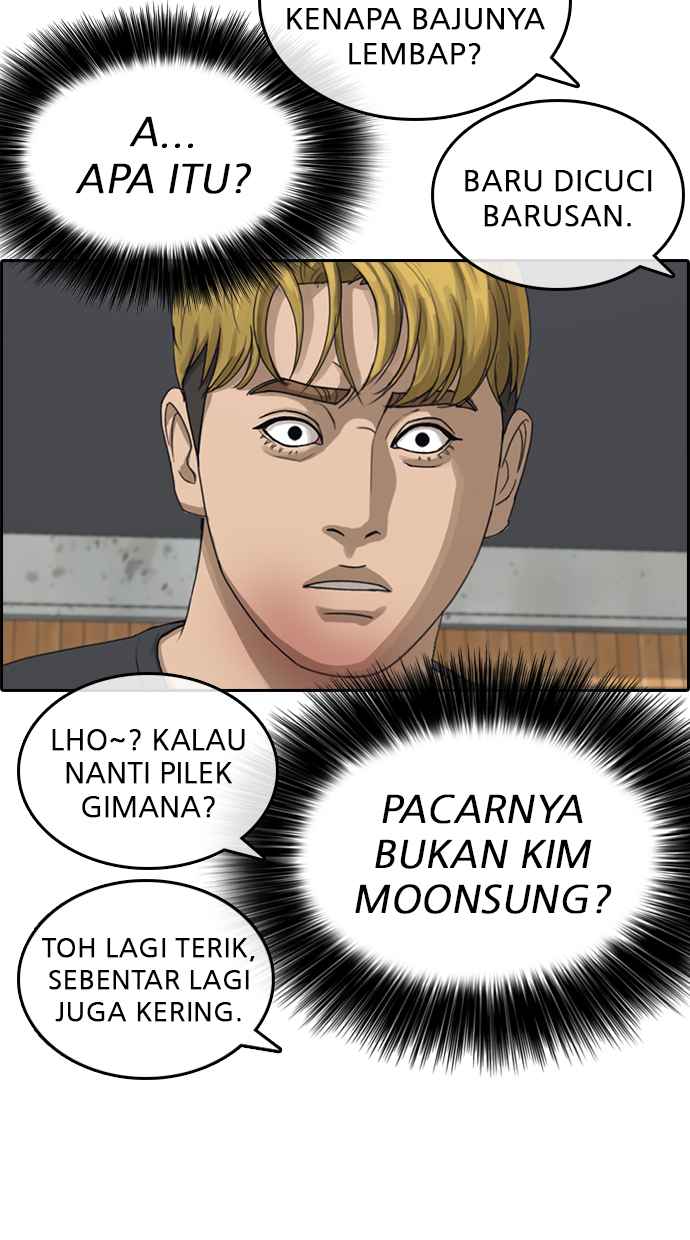 KENAPA BAJUNYA
LEMBAP?
A...
APA ITU?
BARU DICUCI
BARUSAN.
LHO~? KALAU
NANTI PILEK
GIMANA?
PACARNYA
BUKAN KIM
MOONSUNG?
TOH LAGI TERIK,
SEBENTAR LAGI
JUGA KERING.